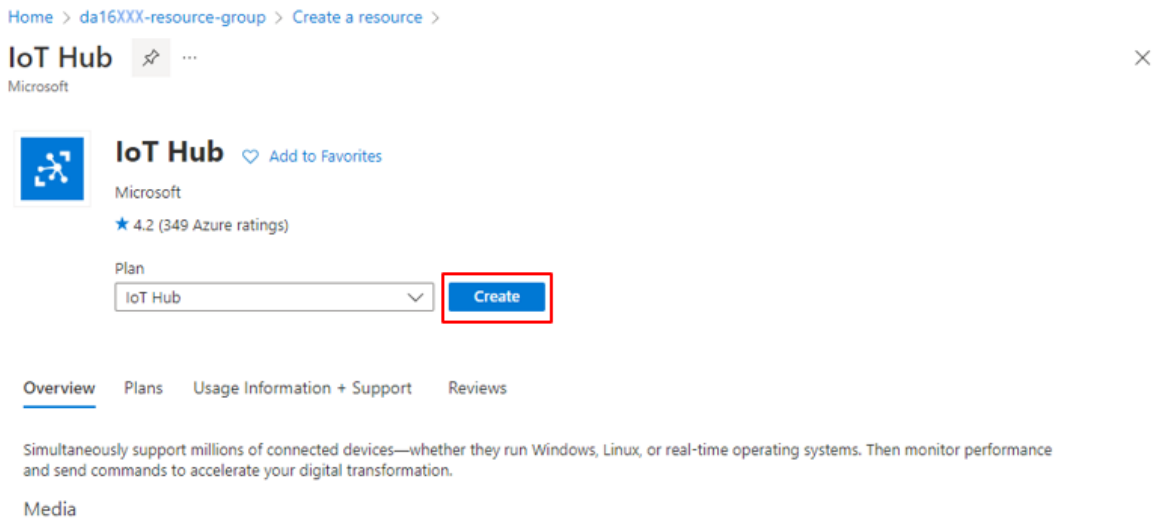 Home > da16XXX-resource-group > Create a resource >
IoT Hub ...
Microsoft
IoT Hub Add to Favorites
Microsoft
4.2 (349 Azure ratings)
Plan
IoT Hub Create
Overview Plans Usage Information + Support Reviews
Simultaneously support millions of connected devices—whether they run Windows, Linux, or real-time operating systems. Then monitor performance
and send commands to accelerate your digital transformation.
Media